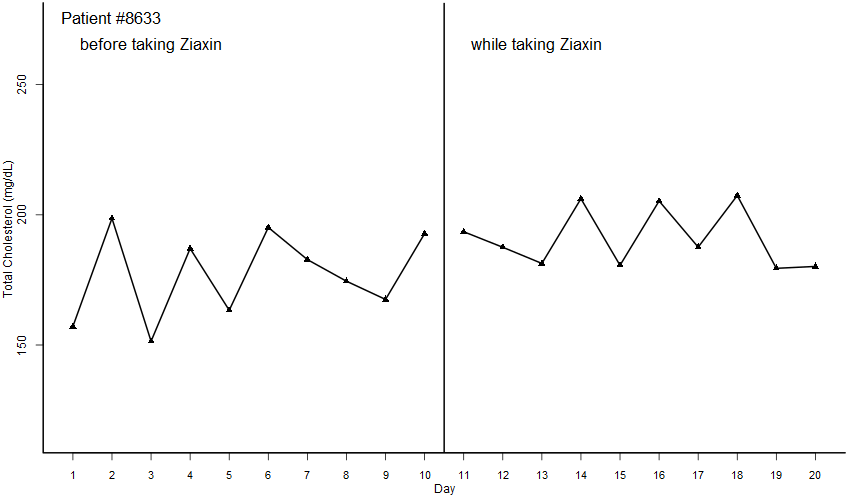 Patient #8633
before taking Ziaxin
while taking Ziaxin
Total Cholesterol (mg/dL)
250
200
150
1 2 3 4 5 6 7 8 9 10 11 12 13 14 15 16 17 18 19 20
Day